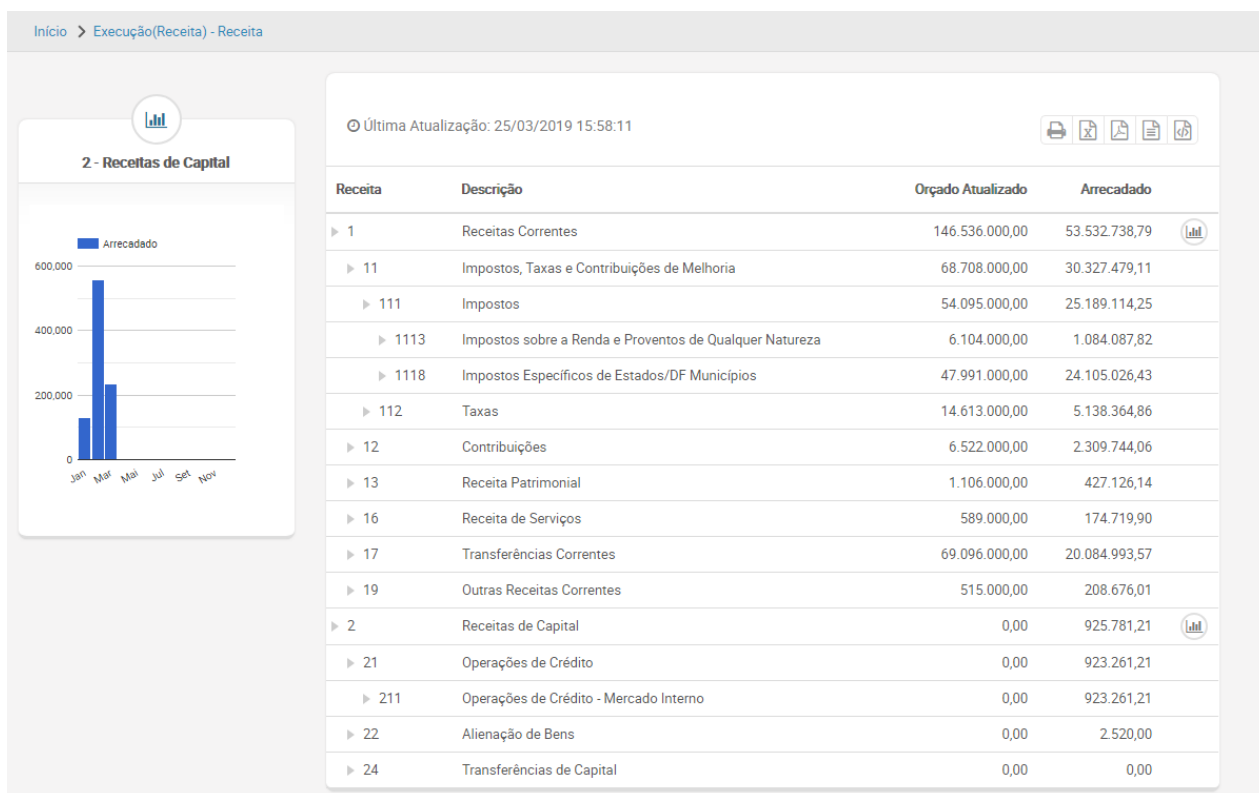 Início > Execução(Receita) - Receita
2 - Receitas de Capital
Arrecadado
600,000
400,000
200,000
0
Jan Mar Mai Jul Set Nov
Última Atualização: 25/03/2019 15:58:11
Receita Descrição Orçado Atualizado Arrecadado
1 Receitas Correntes 146.536.000,00 53.532.738,79
11 Impostos, Taxas e Contribuições de Melhoria 68.708.000,00 30.327.479,11
111 Impostos 54.095.000,00 25.189.114,25
1113 Impostos sobre a Renda e Proventos de Qualquer Natureza 6.104.000,00 1.084.087,82
1118 Impostos Específicos de Estados/DF Municípios 47.991.000,00 24.105.026,43
112 Taxas 14.613.000,00 5.138.364,86
12 Contribuições 6.522.000,00 2.309.744,06
13 Receita Patrimonial 1.106.000,00 427.126,14
16 Receita de Serviços 589.000,00 174.719,90
17 Transferências Correntes 69.096.000,00 20.084.993,57
19 Outras Receitas Correntes 515.000,00 208.676,01
2 Receitas de Capital 0,00 925.781,21
21 Operações de Crédito 0,00 923.261,21
211 Operações de Crédito - Mercado Interno 0,00 923.261,21
22 Alienação de Bens 0,00 2.520,00
24 Transferências de Capital 0,00 0,00